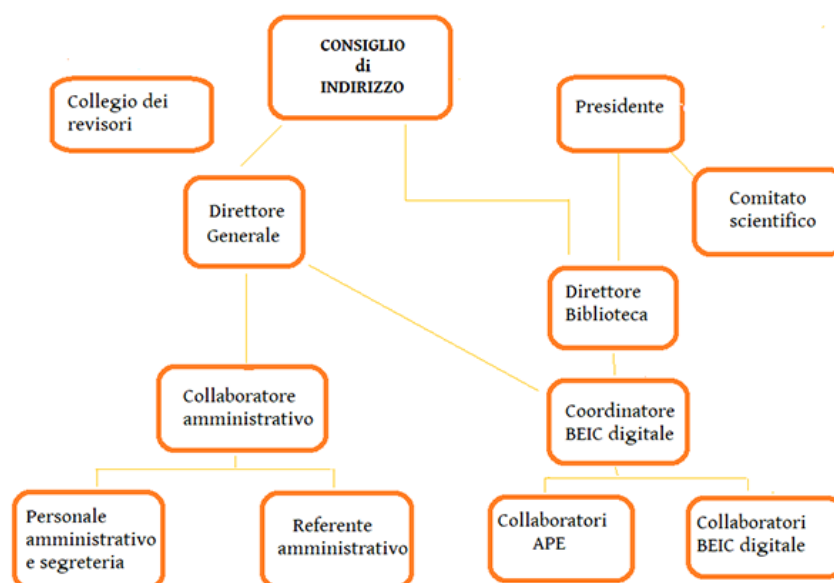 CONSIGLIO
di
INDIRIZZO
Collegio dei
revisori
Presidente
Comitato
scientifico
Direttore
Generale
Direttore
Biblioteca
Collaboratore
amministrativo
Coordinatore
BEIC digitale
Personale
amministrativo
e segreteria
Referente
amministrativo
Collaboratori
APE
Collaboratori
BEIC digitale